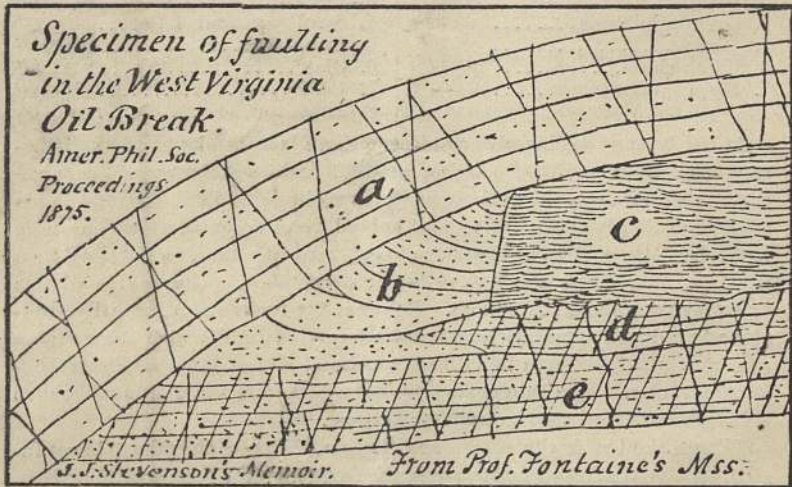 Specimen of faulting
in the West Virginia
Oil Break.
Amer. Phil. Soc.
Proceedings
1875.
a
c
b
d
e
J. J. Stevenson's Memoir. From Prof. Fontaine's Mss.